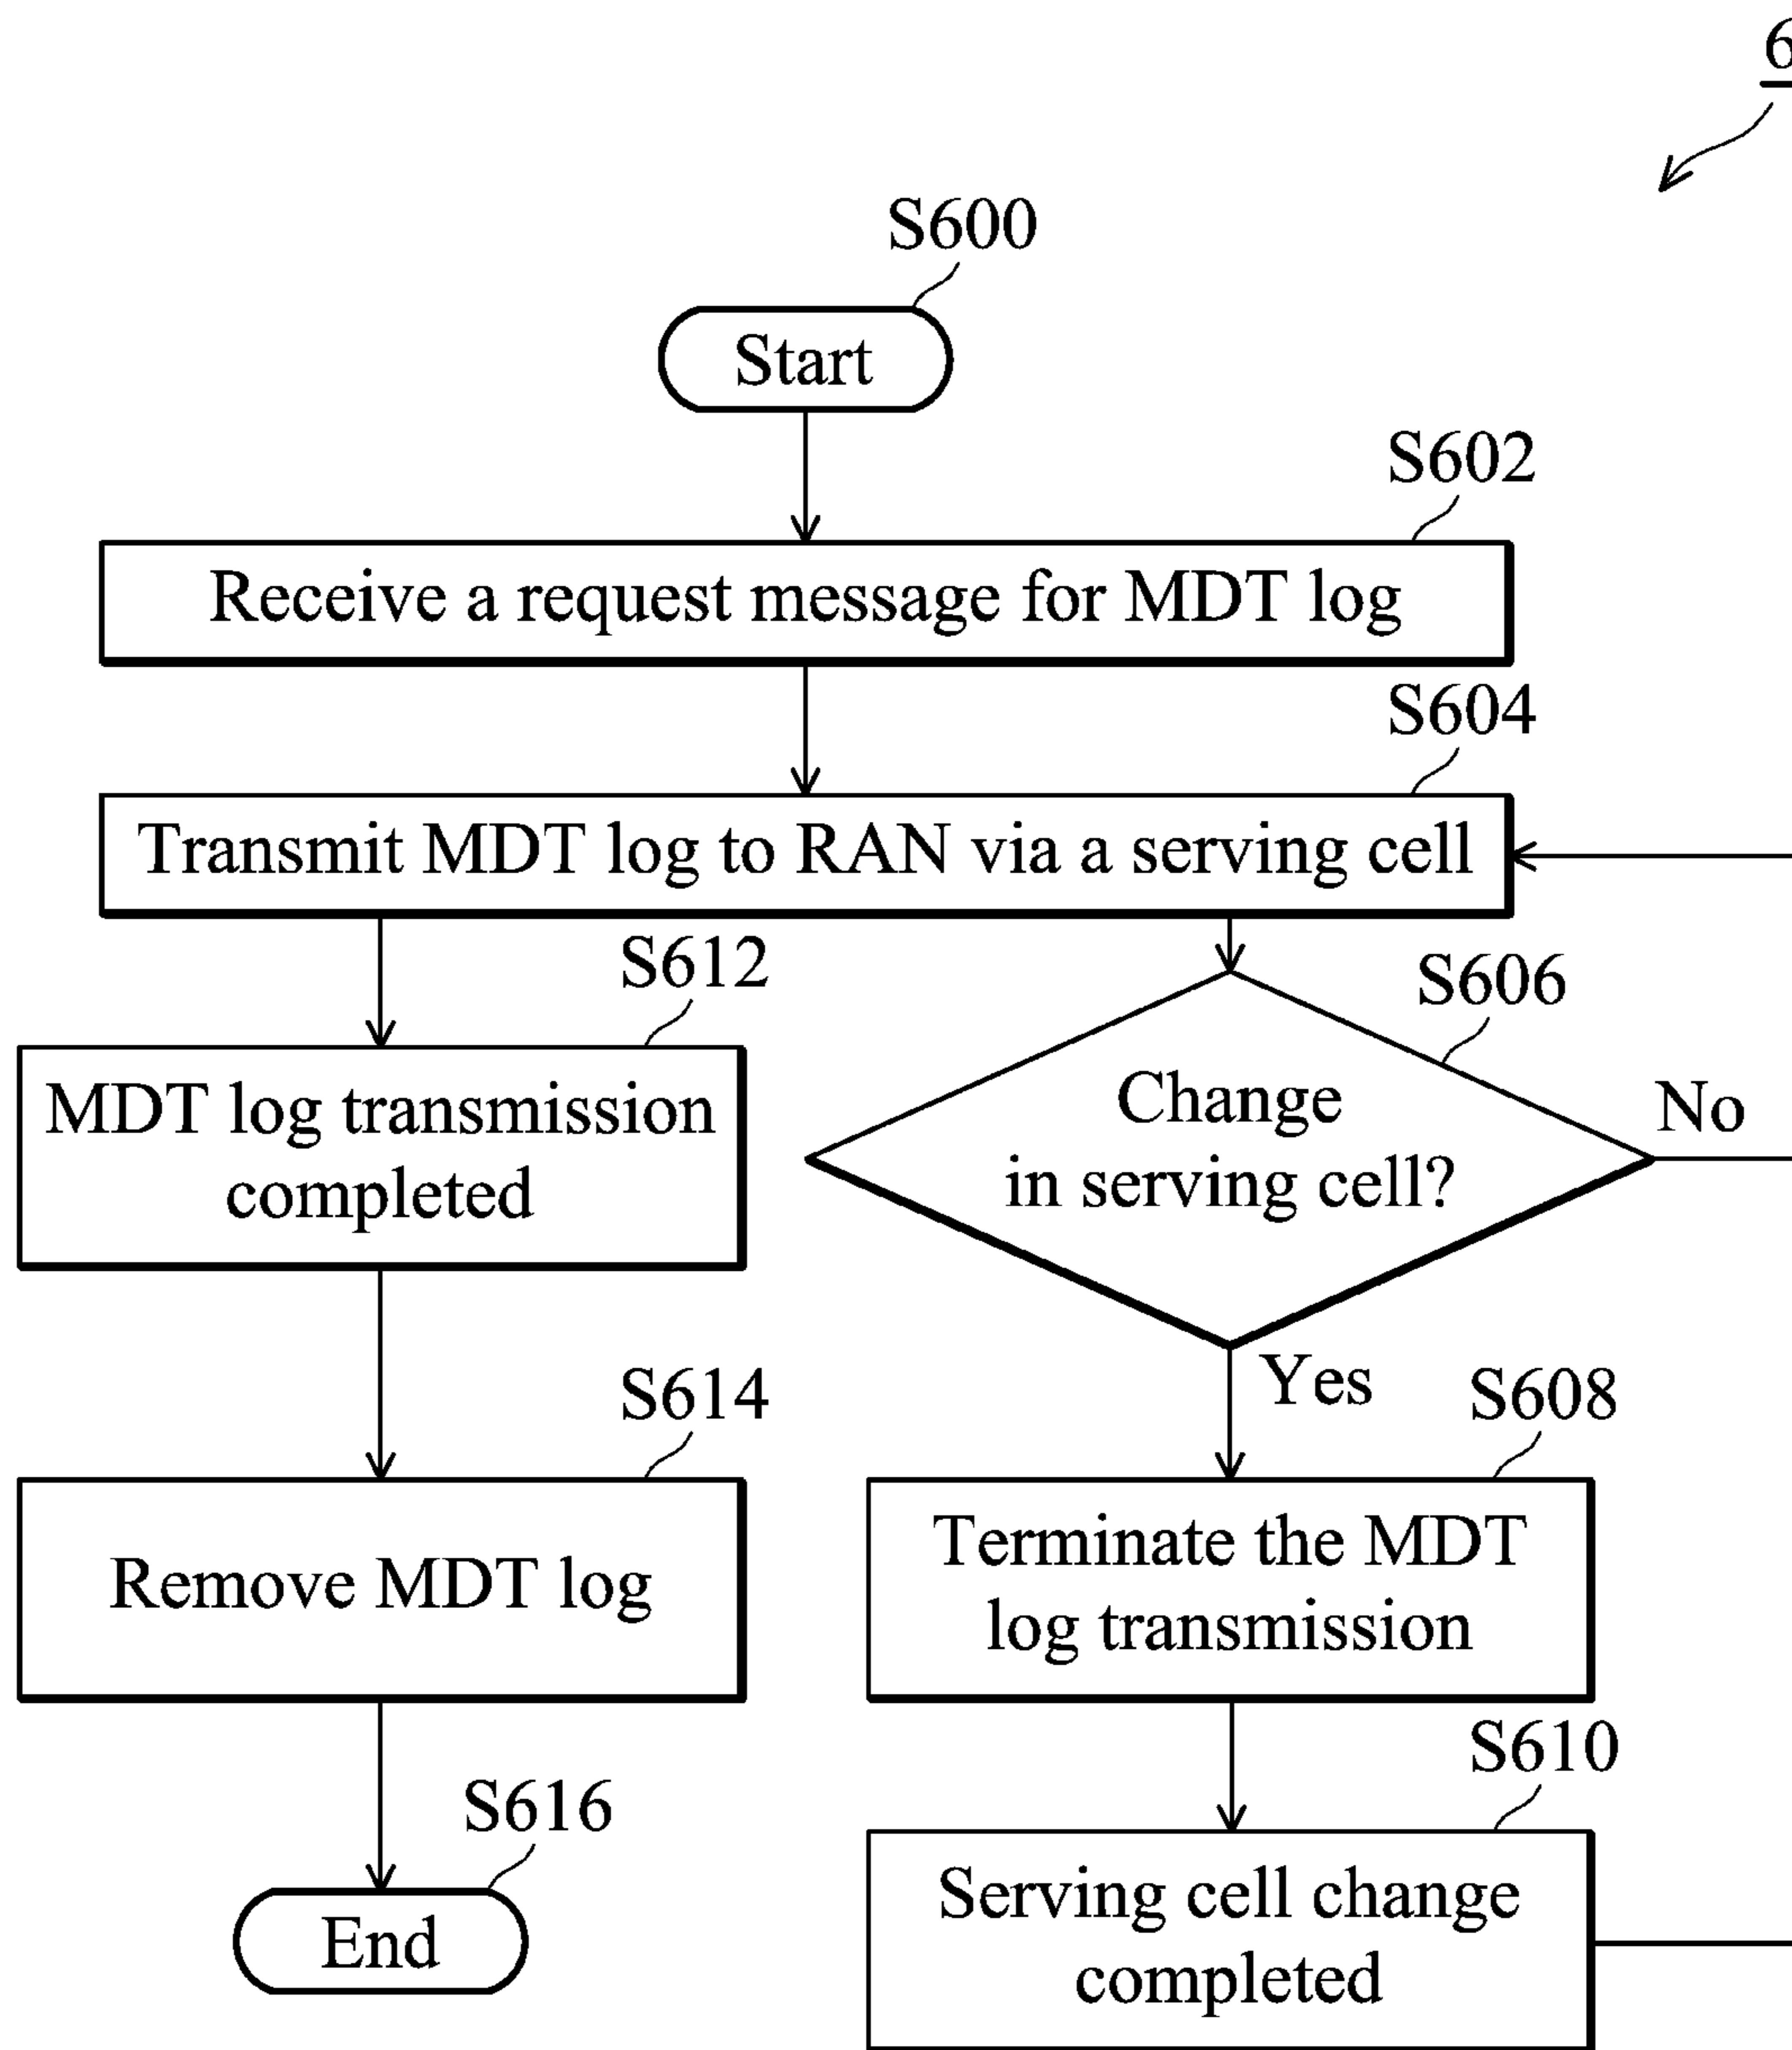 6
S600
Start
S602
Receive a request message for MDT log
S604
Transmit MDT log to RAN via a serving cell
S612
S606
MDT log transmission
completed
Change
in serving cell?
No
Yes
S614
S608
Remove MDT log
Terminate the MDT
log transmission
S610
S616
Serving cell change
completed
End